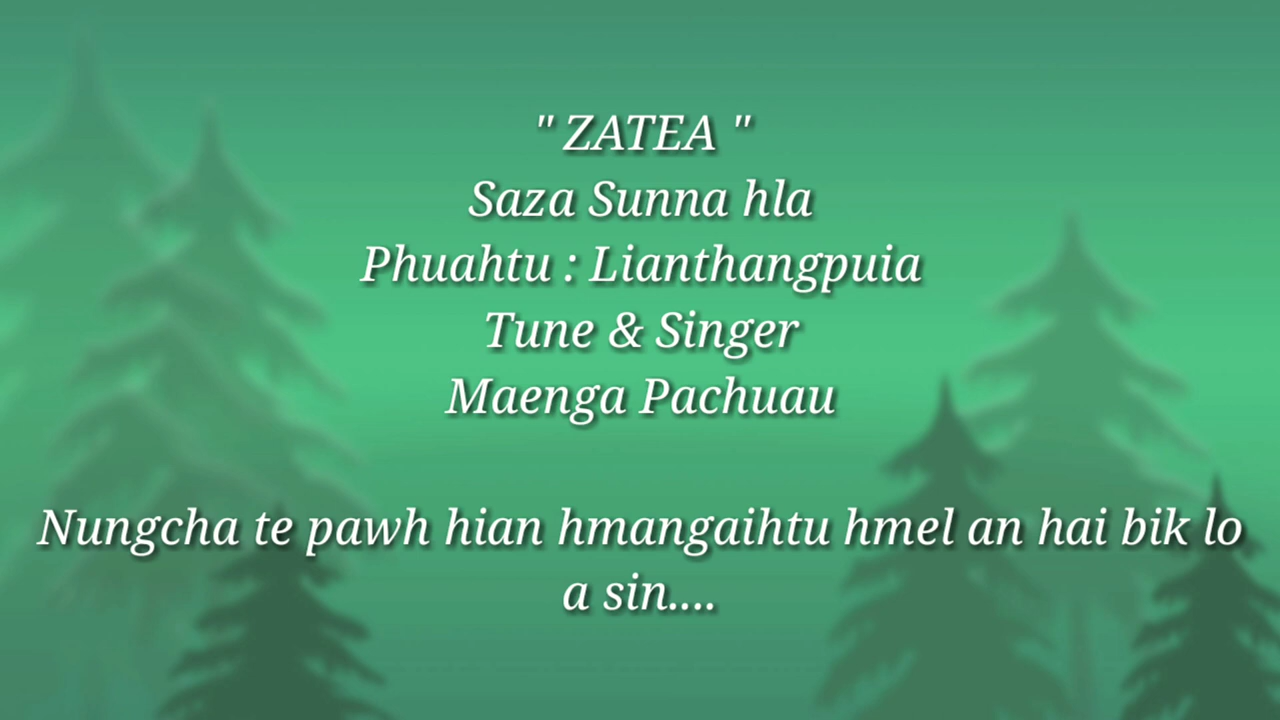 " ZATEA "
Saza Sunna hla
Phuahtu : Lianthangpuia
Tune & Singer
Maenga Pachuau
Nungcha te pawh hian hmangaihtu hmel an hai bik lo
a sin....